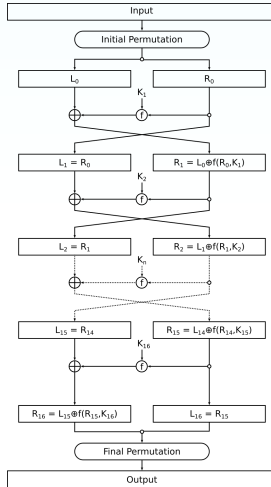 Input
Initial Permutation
L₀ R₀
K₁
f
L₁ = R₀ R₁ = L₀⊕f(R₀,K₁)
K₂
f
L₂ = R₁ R₂ = L₁⊕f(R₁,K₂)
Kₙ
f
L₁₅ = R₁₄ R₁₅ = L₁₄⊕f(R₁₄,K₁₅)
K₁₆
f
R₁₆ = L₁₅⊕f(R₁₅,K₁₆) L₁₆ = R₁₅
Final Permutation
Output